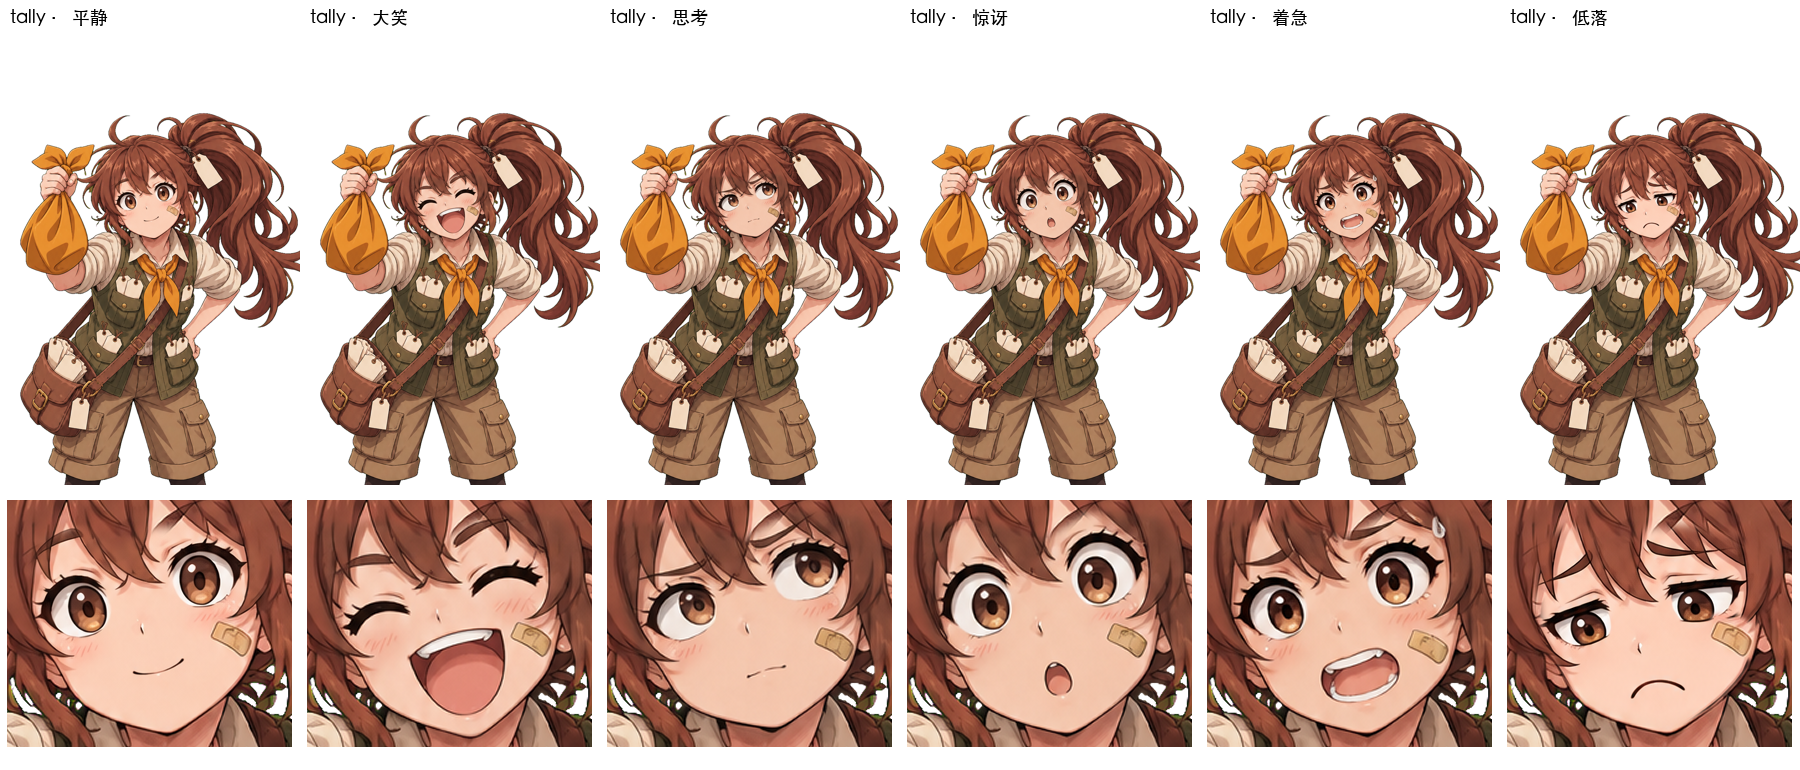 tally · 平静
tally · 大笑
tally · 思考
tally · 惊讶
tally · 着急
tally · 低落